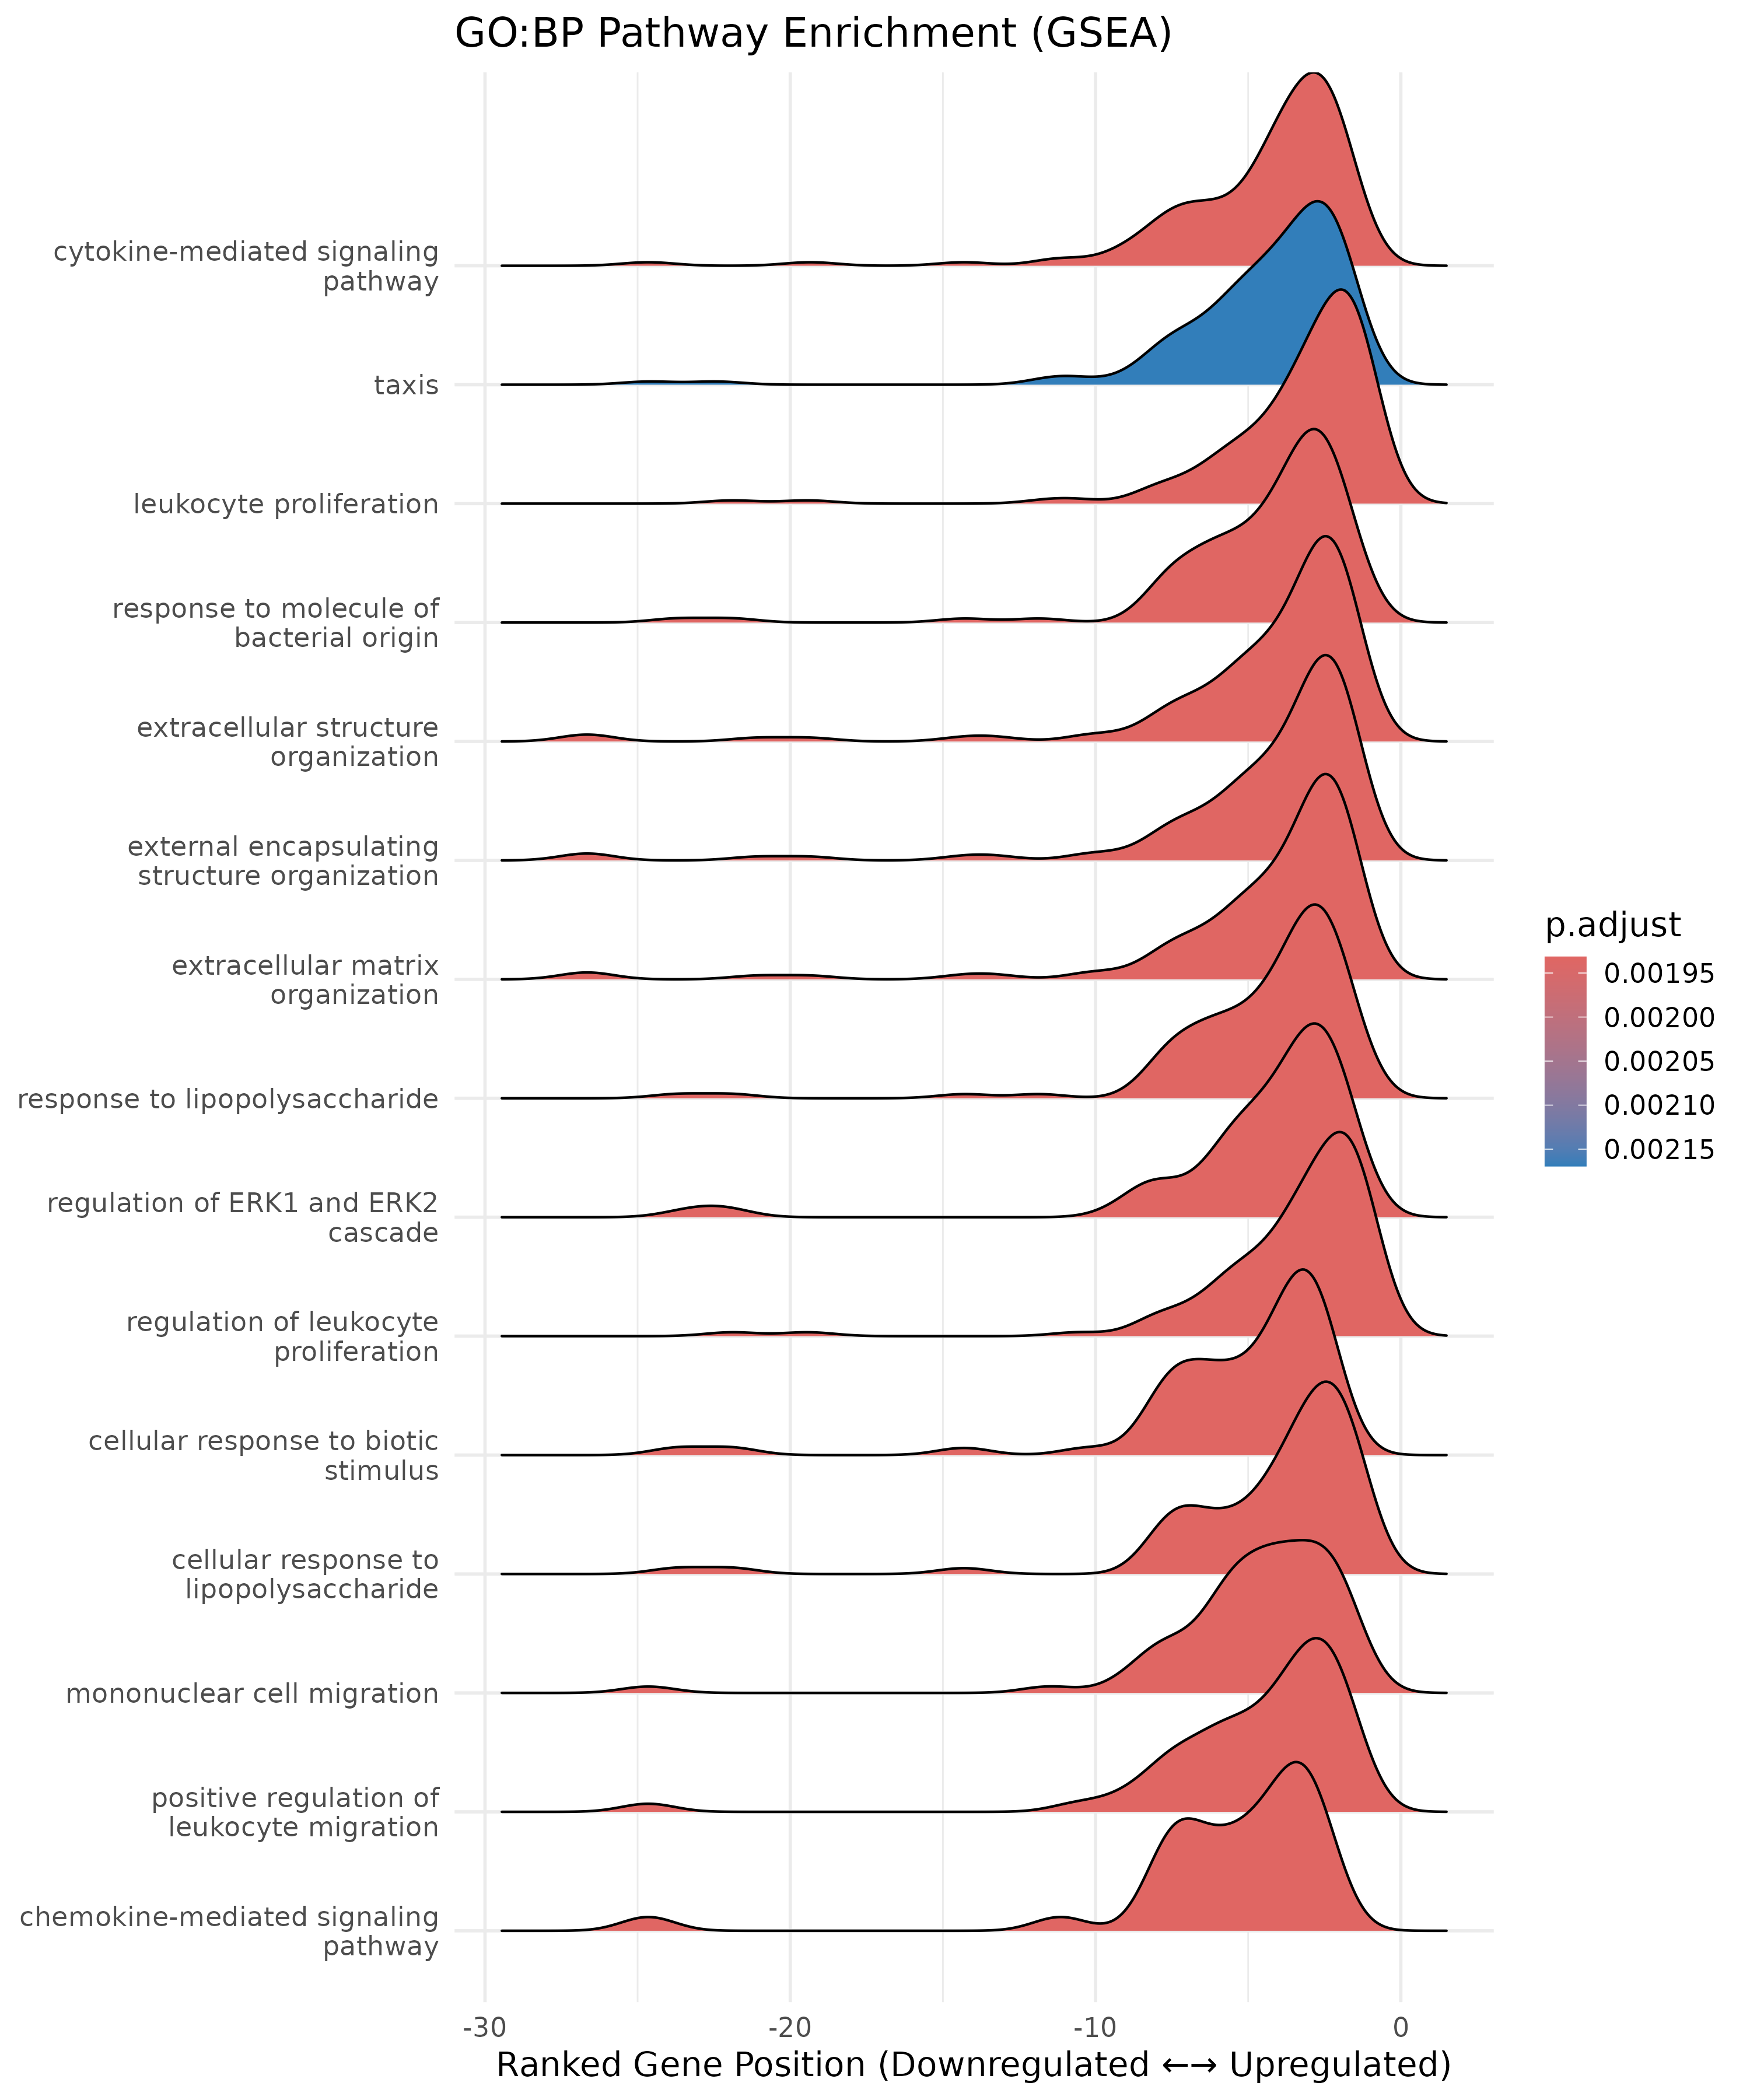 GO:BP Pathway Enrichment (GSEA)
cytokine-mediated signaling
pathway
taxis
leukocyte proliferation
response to molecule of
bacterial origin
extracellular structure
organization
external encapsulating
structure organization
extracellular matrix
organization
response to lipopolysaccharide
regulation of ERK1 and ERK2
cascade
regulation of leukocyte
proliferation
cellular response to biotic
stimulus
cellular response to
lipopolysaccharide
mononuclear cell migration
positive regulation of
leukocyte migration
chemokine-mediated signaling
pathway
-30 -20 -10 0
Ranked Gene Position (Downregulated ←→ Upregulated)
p.adjust
0.00195
0.00200
0.00205
0.00210
0.00215